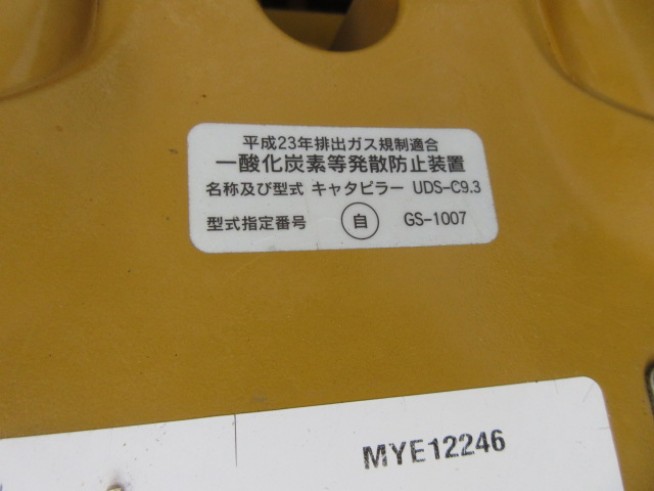 平成23年排出ガス規制適合
一酸化炭素等発散防止装置
名称及び型式 キャタピラー UDS-C9.3
型式指定番号 自 GS-1007
MYE12246